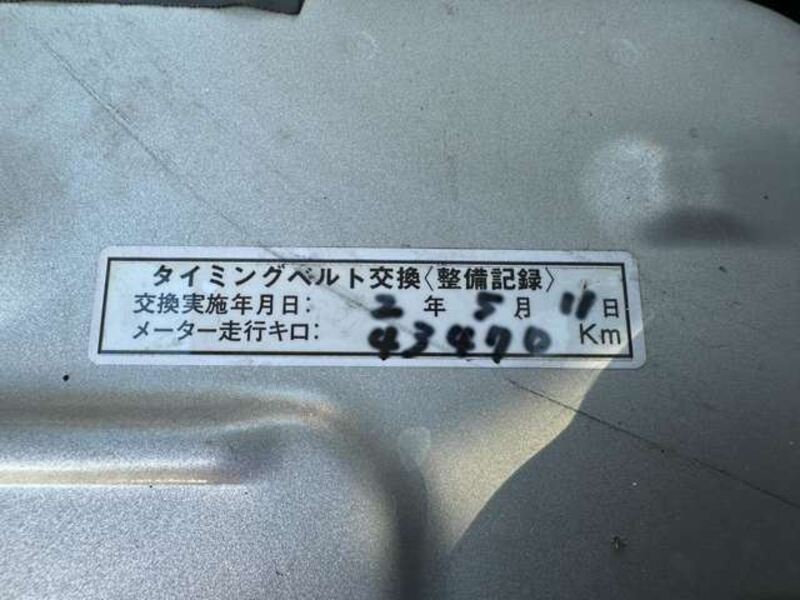 タイミングベルト交換〈整備記録〉
交換実施年月日： 2 年 5 月 11 日
メーター走行キロ： 43470 Km